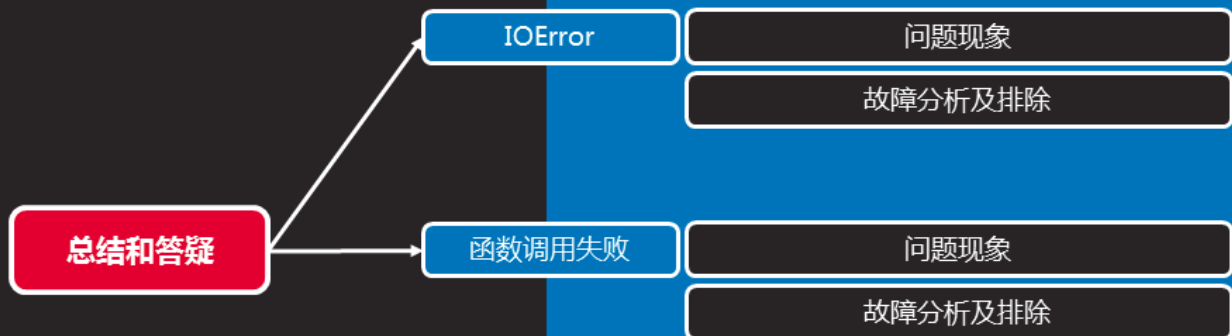 IOError
问题现象
故障分析及排除
总结和答疑
函数调用失败
问题现象
故障分析及排除